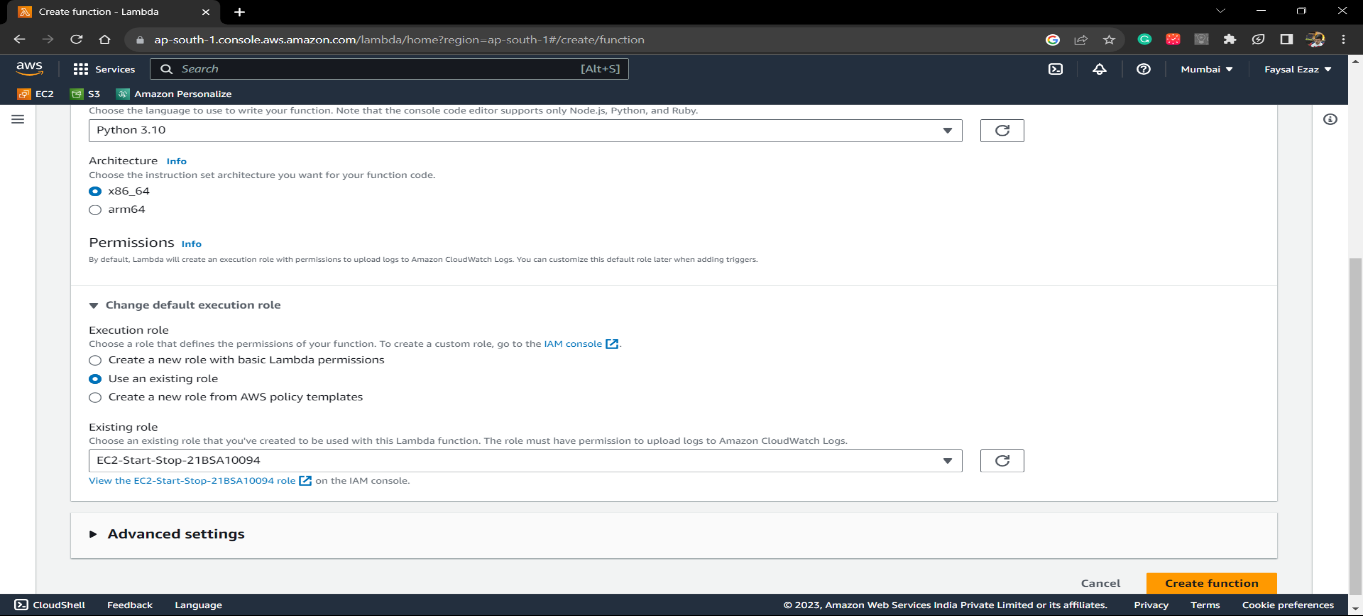 Create function - Lambda
ap-south-1.console.aws.amazon.com/lambda/home?region=ap-south-1#/create/function
aws
Services
Search
[Alt+S]
Mumbai
Faysal Ezaz
EC2
S3
Amazon Personalize
Choose the language to use to write your function. Note that the console code editor supports only Node.js, Python, and Ruby.
Python 3.10
Architecture Info
Choose the instruction set architecture you want for your function code.
x86_64
arm64
Permissions Info
By default, Lambda will create an execution role with permissions to upload logs to Amazon CloudWatch Logs. You can customize this default role later when adding triggers.
Change default execution role
Execution role
Choose a role that defines the permissions of your function. To create a custom role, go to the IAM console.
Create a new role with basic Lambda permissions
Use an existing role
Create a new role from AWS policy templates
Existing role
Choose an existing role that you've created to be used with this Lambda function. The role must have permission to upload logs to Amazon CloudWatch Logs.
EC2-Start-Stop-21BSA10094
View the EC2-Start-Stop-21BSA10094 role on the IAM console.
Advanced settings
Cancel
Create function
CloudShell
Feedback
Language
© 2023, Amazon Web Services India Private Limited or its affiliates.
Privacy
Terms
Cookie preferences